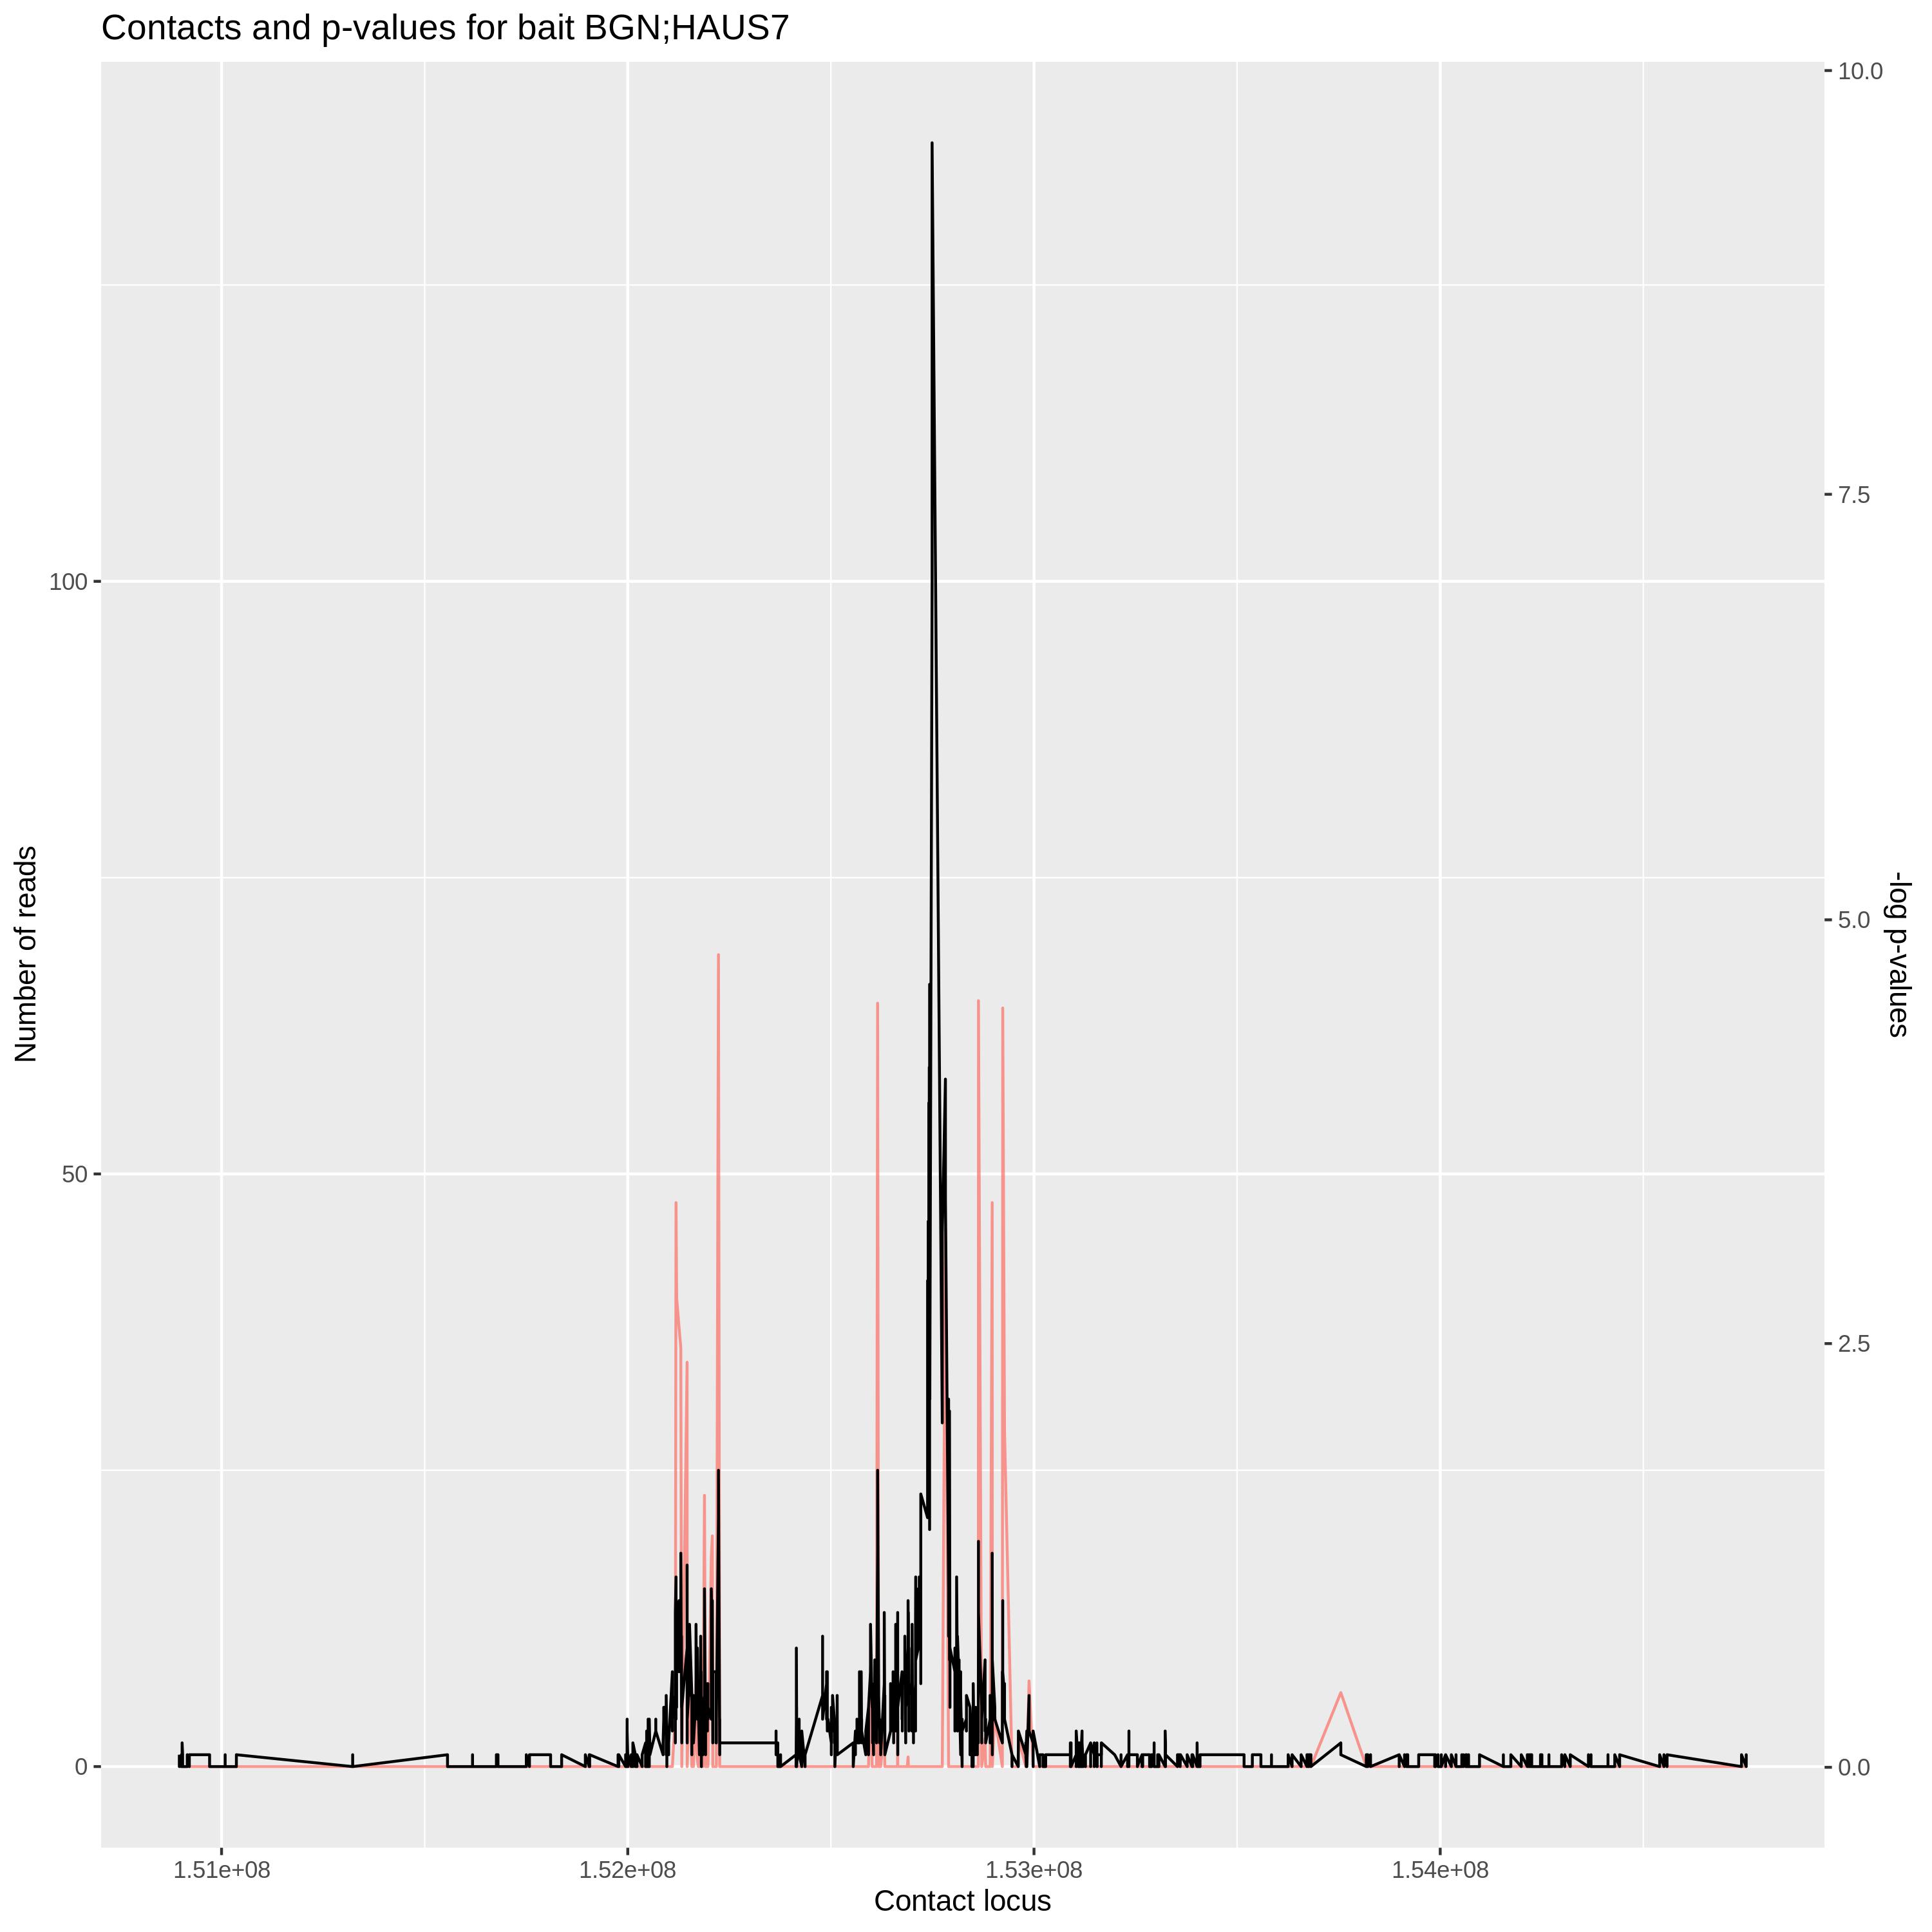 Contacts and p-values for bait BGN;HAUS7
Number of reads
100
50
0
10.0
7.5
5.0
2.5
0.0
-log p-values
1.51e+08
1.52e+08
1.53e+08
1.54e+08
Contact locus